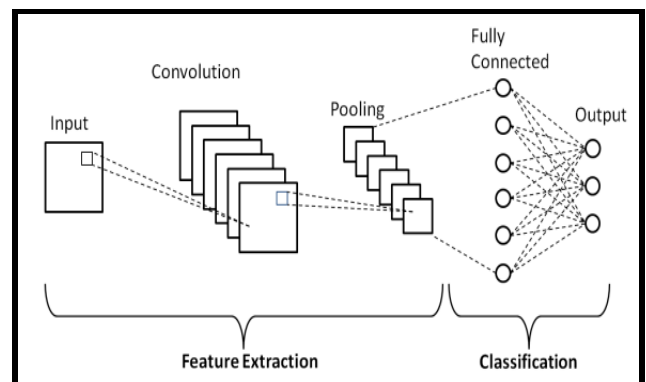 Fully
Connected
Convolution
Pooling
Input
Output
Feature Extraction
Classification